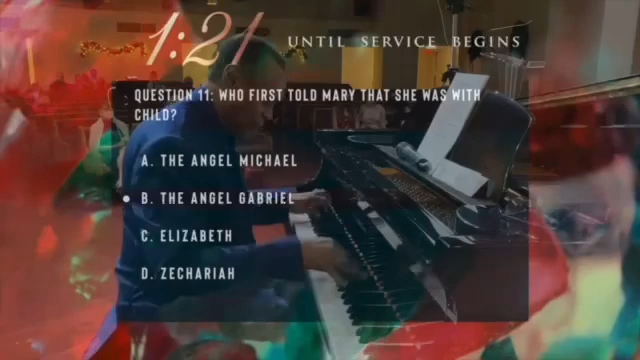 1:21 UNTIL SERVICE BEGINS
QUESTION 11: WHO FIRST TOLD MARY THAT SHE WAS WITH
CHILD?
A. THE ANGEL MICHAEL
B. THE ANGEL GABRIEL
C. ELIZABETH
D. ZECHARIAH